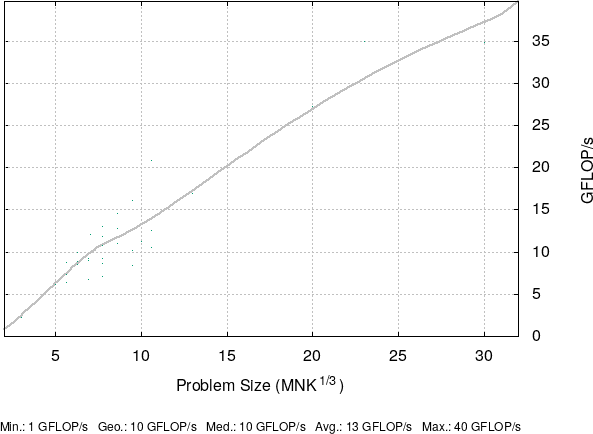 35
30
25
20
15
10
5
0
GFLOP/s
5 10 15 20 25 30
Problem Size (MNK^1/3)
Min.: 1 GFLOP/s Geo.: 10 GFLOP/s Med.: 10 GFLOP/s Avg.: 13 GFLOP/s Max.: 40 GFLOP/s